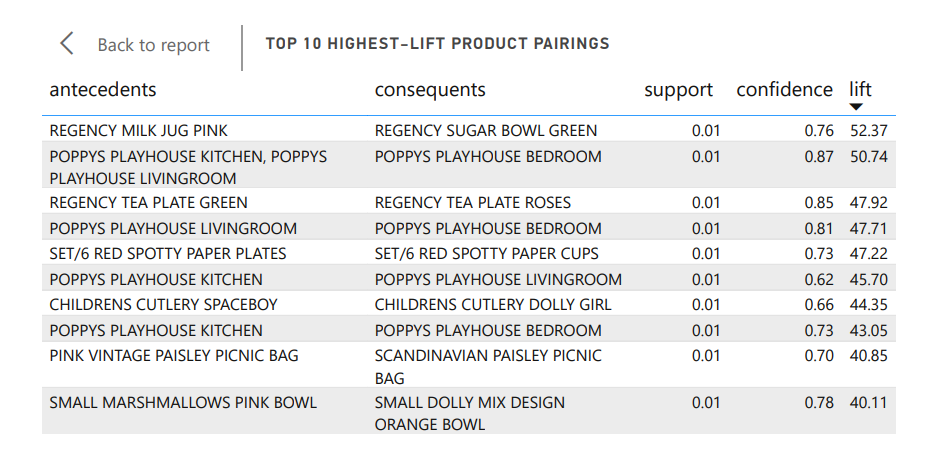 Back to report
TOP 10 HIGHEST-LIFT PRODUCT PAIRINGS
antecedents consequents support confidence lift
REGENCY MILK JUG PINK REGENCY SUGAR BOWL GREEN 0.01 0.76 52.37
POPPYS PLAYHOUSE KITCHEN, POPPYS POPPYS PLAYHOUSE BEDROOM 0.01 0.87 50.74
PLAYHOUSE LIVINGROOM
REGENCY TEA PLATE GREEN REGENCY TEA PLATE ROSES 0.01 0.85 47.92
POPPYS PLAYHOUSE LIVINGROOM POPPYS PLAYHOUSE BEDROOM 0.01 0.81 47.71
SET/6 RED SPOTTY PAPER PLATES SET/6 RED SPOTTY PAPER CUPS 0.01 0.73 47.22
POPPYS PLAYHOUSE KITCHEN POPPYS PLAYHOUSE LIVINGROOM 0.01 0.62 45.70
CHILDRENS CUTLERY SPACEBOY CHILDRENS CUTLERY DOLLY GIRL 0.01 0.66 44.35
POPPYS PLAYHOUSE KITCHEN POPPYS PLAYHOUSE BEDROOM 0.01 0.73 43.05
PINK VINTAGE PAISLEY PICNIC BAG SCANDINAVIAN PAISLEY PICNIC 0.01 0.70 40.85
BAG
SMALL MARSHMALLOWS PINK BOWL SMALL DOLLY MIX DESIGN 0.01 0.78 40.11
ORANGE BOWL